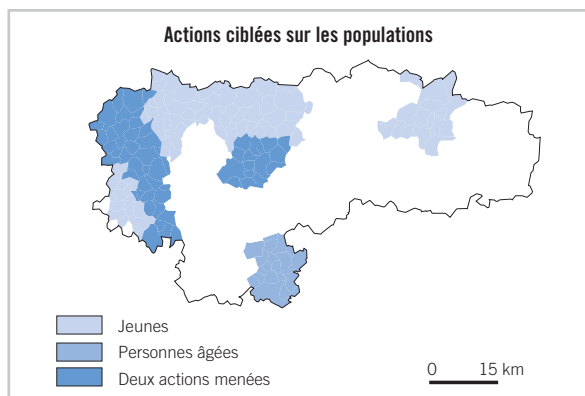 Actions ciblées sur les populations
Jeunes
Personnes âgées
Deux actions menées
0 15 km